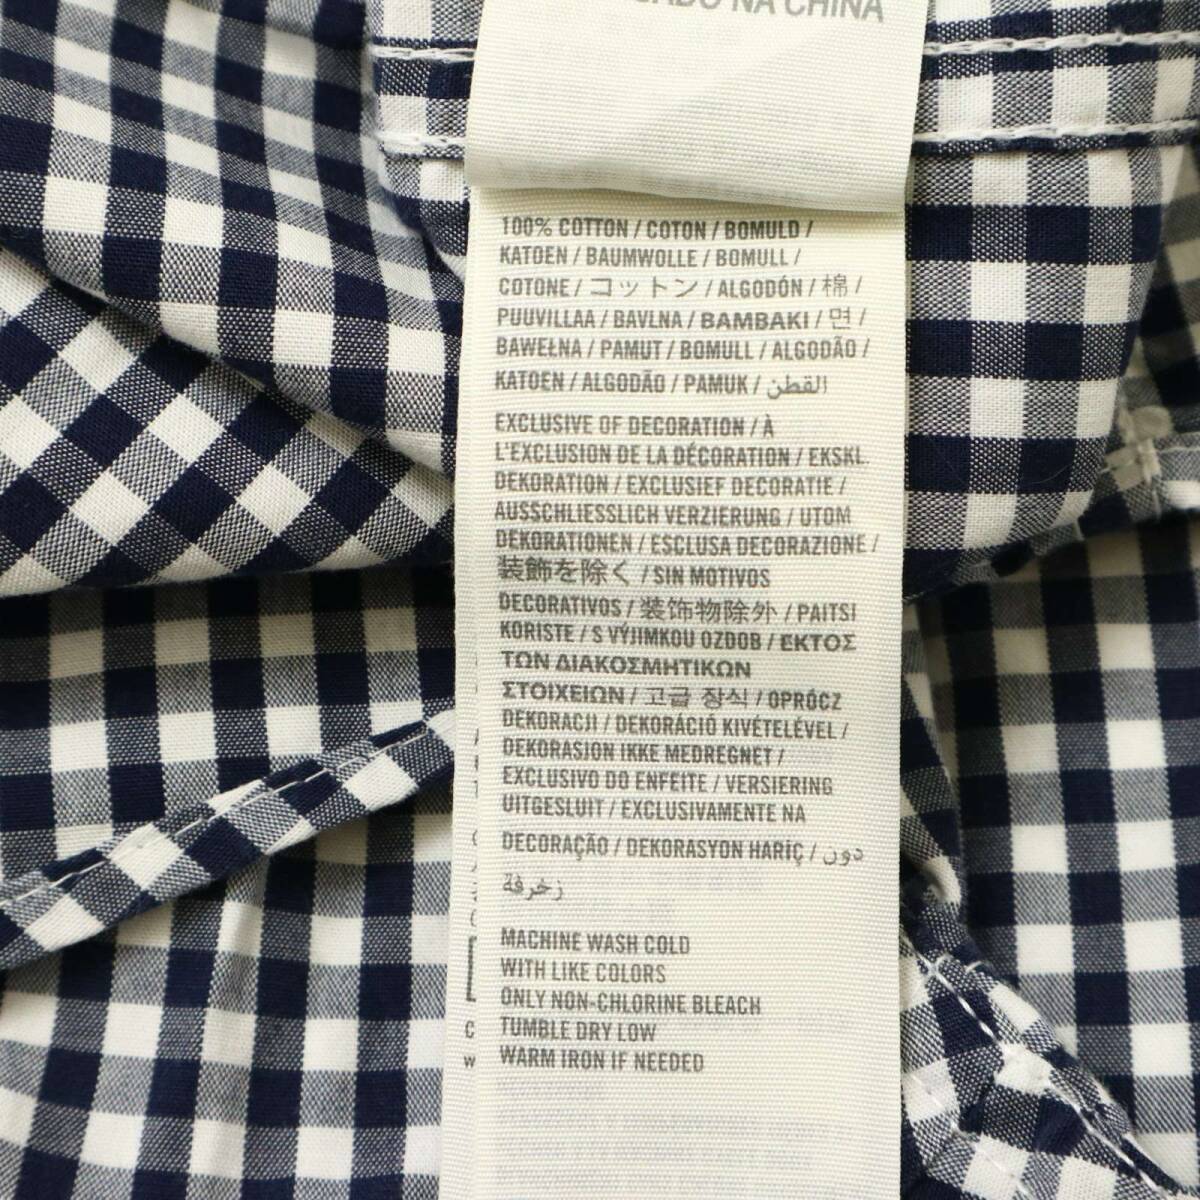 NA CHINA
100% COTTON / COTON / BOMULD /
KATOEN / BAUMWOLLE / BOMULL /
COTONE / コットン / ALGODÓN / 棉 /
PUUVILLAA / BAVLNA / BAMBAKI / 면 /
BAWEŁNA / PAMUT / BOMULL / ALGODÃO /
KATOEN / ALGODÃO / PAMUK / القطن
EXCLUSIVE OF DECORATION / À
L'EXCLUSION DE LA DÉCORATION / EKSKL.
DEKORATION / EXCLUSIEF DECORATIE /
AUSSCHLIESSLICH VERZIERUNG / UTOM
DEKORATIONEN / ESCLUSA DECORAZIONE /
装飾を除く / SIN MOTIVOS
DECORATIVOS / 装饰物除外 / PAITSI
KORISTE / S VÝJIMKOU OZDOB / ΕΚΤΟΣ
ΤΩΝ ΔΙΑΚΟΣΜΗΤΙΚΩΝ
ΣΤΟΙΧΕΙΩΝ / 고급 장식 / OPRÓCZ
DEKORACJI / DEKORÁCIÓ KIVÉTELÉVEL /
DEKORASJON IKKE MEDREGNET /
EXCLUSIVO DO ENFEITE / VERSIERING
UITGESLUIT / EXCLUSIVAMENTE NA
DECORAÇÃO / DEKORASYON HARİÇ / دون
زخرفة
MACHINE WASH COLD
WITH LIKE COLORS
ONLY NON-CHLORINE BLEACH
TUMBLE DRY LOW
WARM IRON IF NEEDED